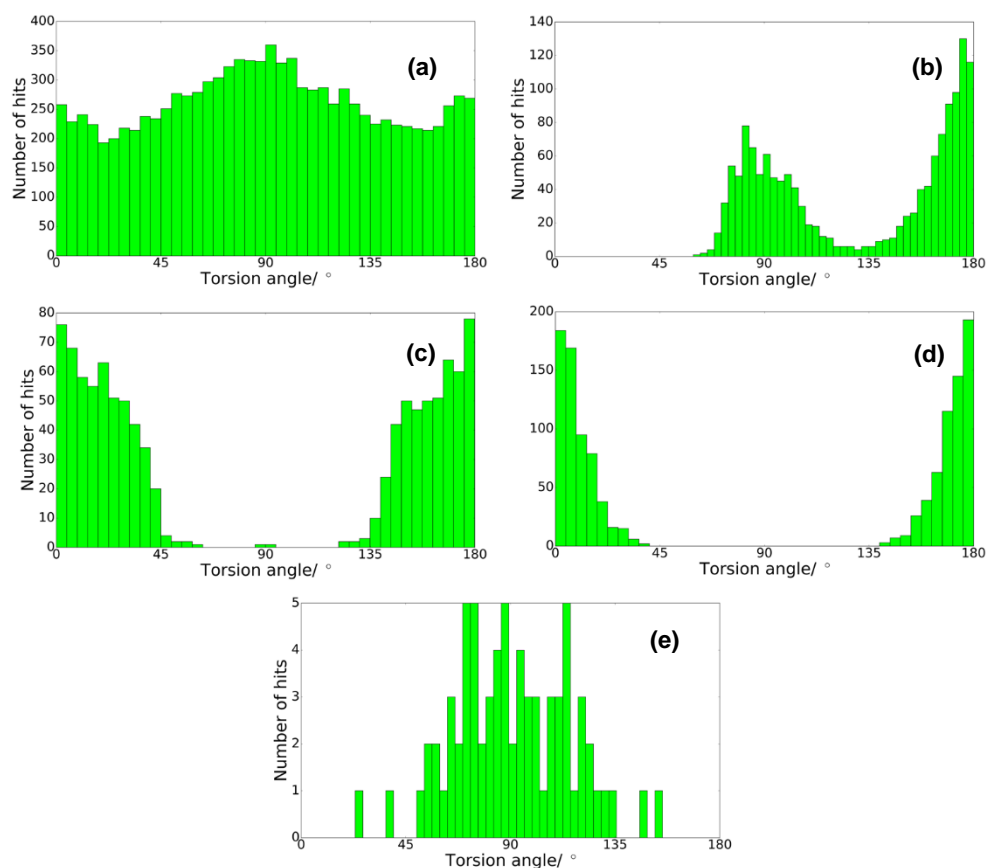 (a)
Number of hits
400
350
300
250
200
150
100
50
0
0 45 90 135 180
Torsion angle/ °
(b)
Number of hits
140
120
100
80
60
40
20
0
0 45 90 135 180
Torsion angle/ °
(c)
Number of hits
80
70
60
50
40
30
20
10
0
0 45 90 135 180
Torsion angle/ °
(d)
Number of hits
200
150
100
50
0
0 45 90 135 180
Torsion angle/ °
(e)
Number of hits
5
4
3
2
1
0
0 45 90 135 180
Torsion angle/ °